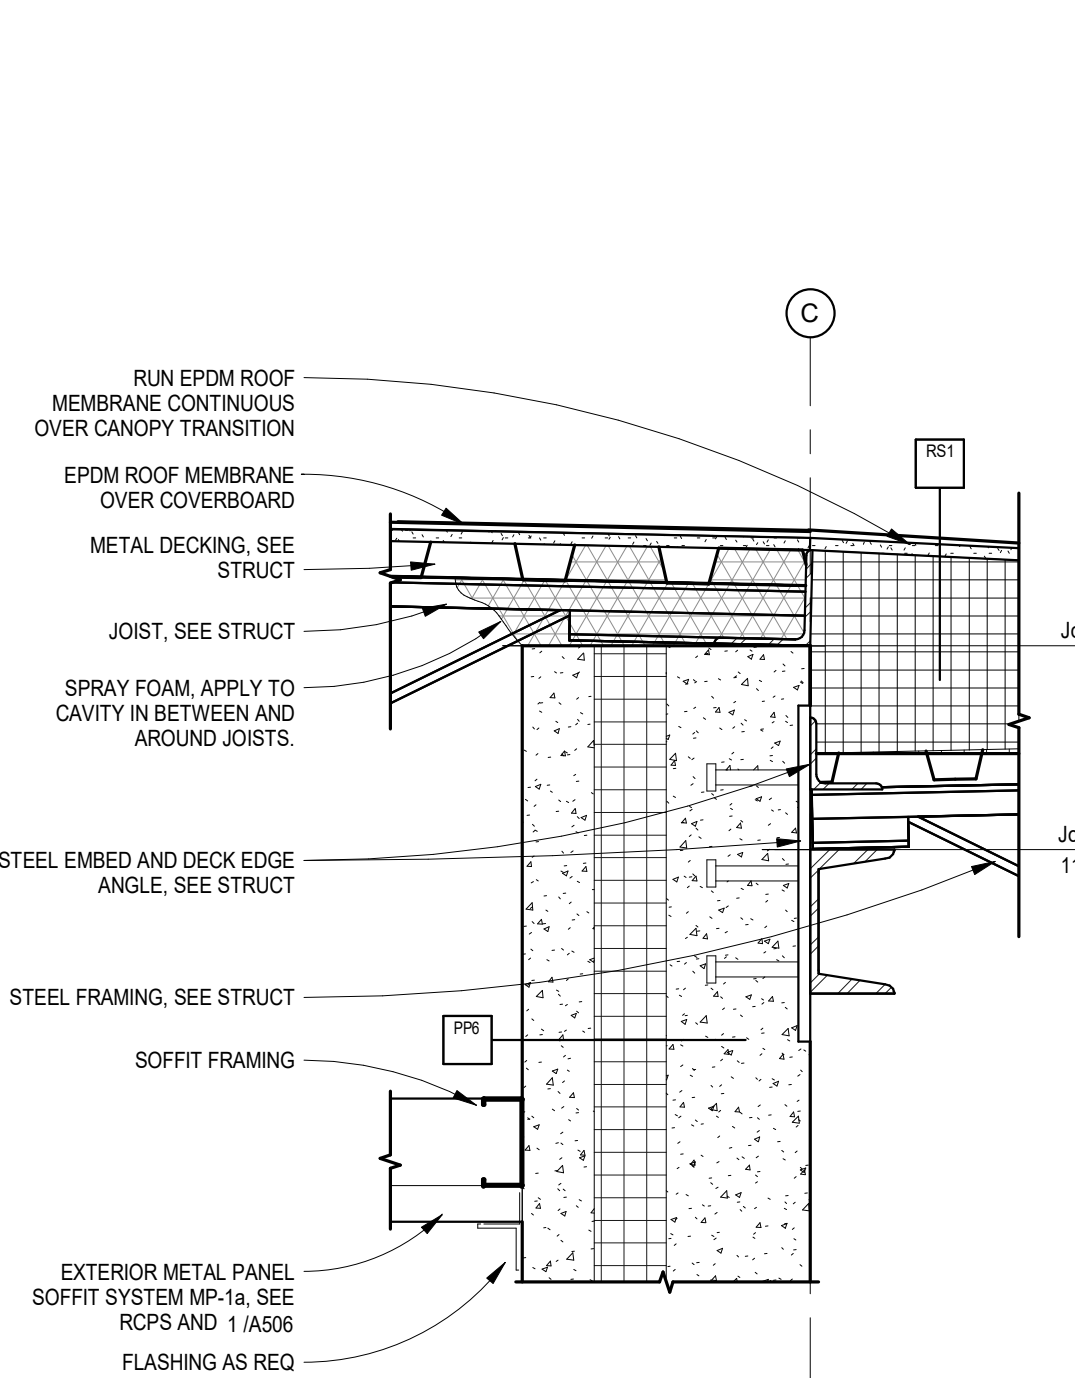 C
RUN EPDM ROOF
MEMBRANE CONTINUOUS
OVER CANOPY TRANSITION
RS1
EPDM ROOF MEMBRANE
OVER COVERBOARD
METAL DECKING, SEE
STRUCT
JOIST, SEE STRUCT
Jo
SPRAY FOAM, APPLY TO
CAVITY IN BETWEEN AND
AROUND JOISTS.
STEEL EMBED AND DECK EDGE
ANGLE, SEE STRUCT
Jo
11
STEEL FRAMING, SEE STRUCT
PP6
SOFFIT FRAMING
EXTERIOR METAL PANEL
SOFFIT SYSTEM MP-1a, SEE
RCPS AND 1 /A506
FLASHING AS REQ